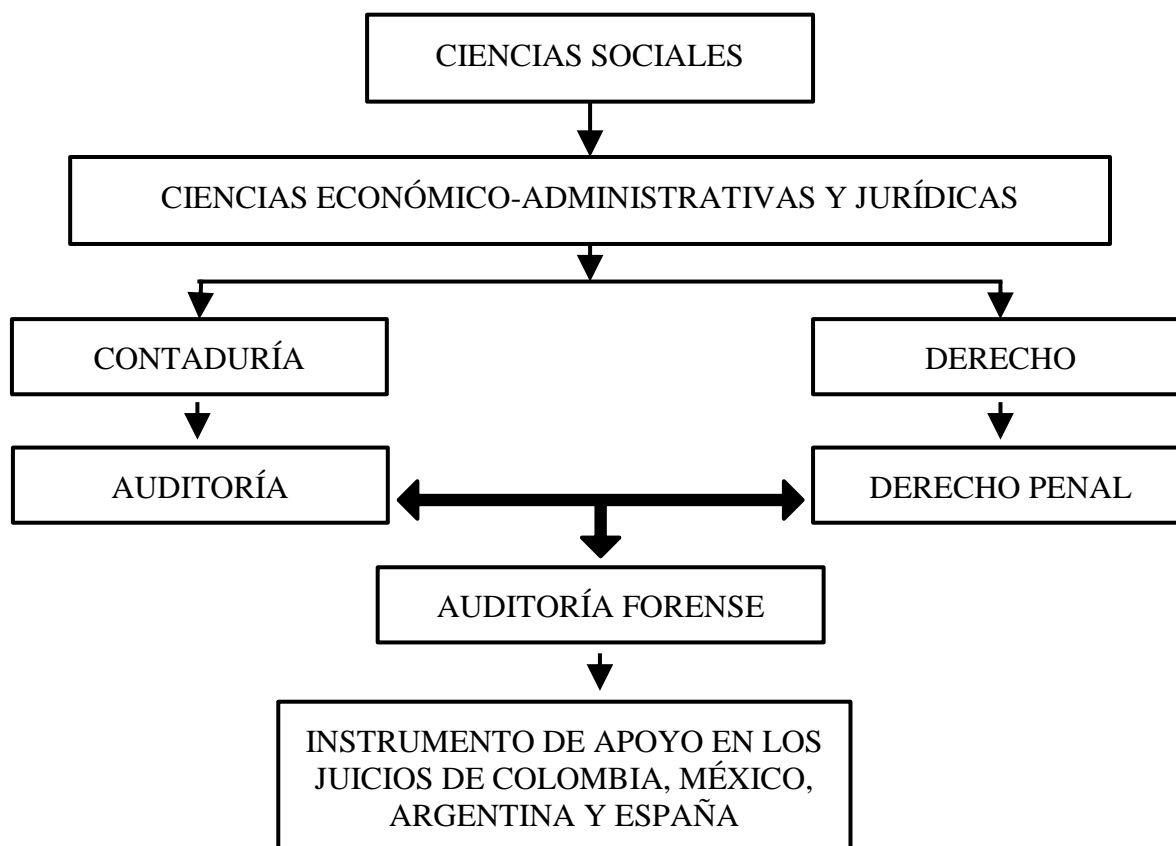 CIENCIAS SOCIALES
CIENCIAS ECONÓMICO-ADMINISTRATIVAS Y JURÍDICAS
CONTADURÍA
DERECHO
AUDITORÍA
DERECHO PENAL
AUDITORÍA FORENSE
INSTRUMENTO DE APOYO EN LOS
JUICIOS DE COLOMBIA, MÉXICO,
ARGENTINA Y ESPAÑA